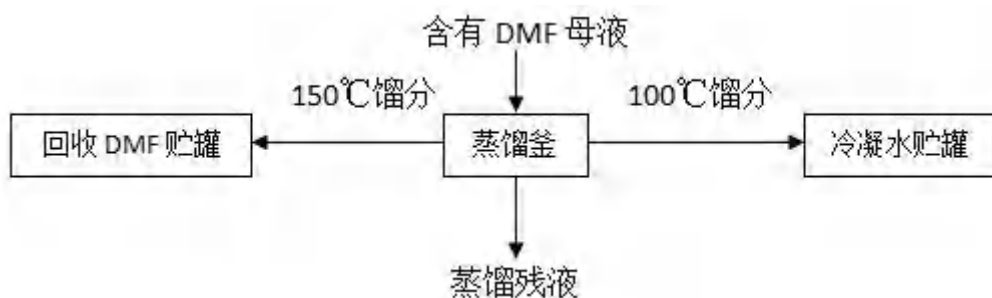 含有 DMF 母液
150℃馏分
100℃馏分
回收 DMF 贮罐
蒸馏釜
冷凝水贮罐
蒸馏残液